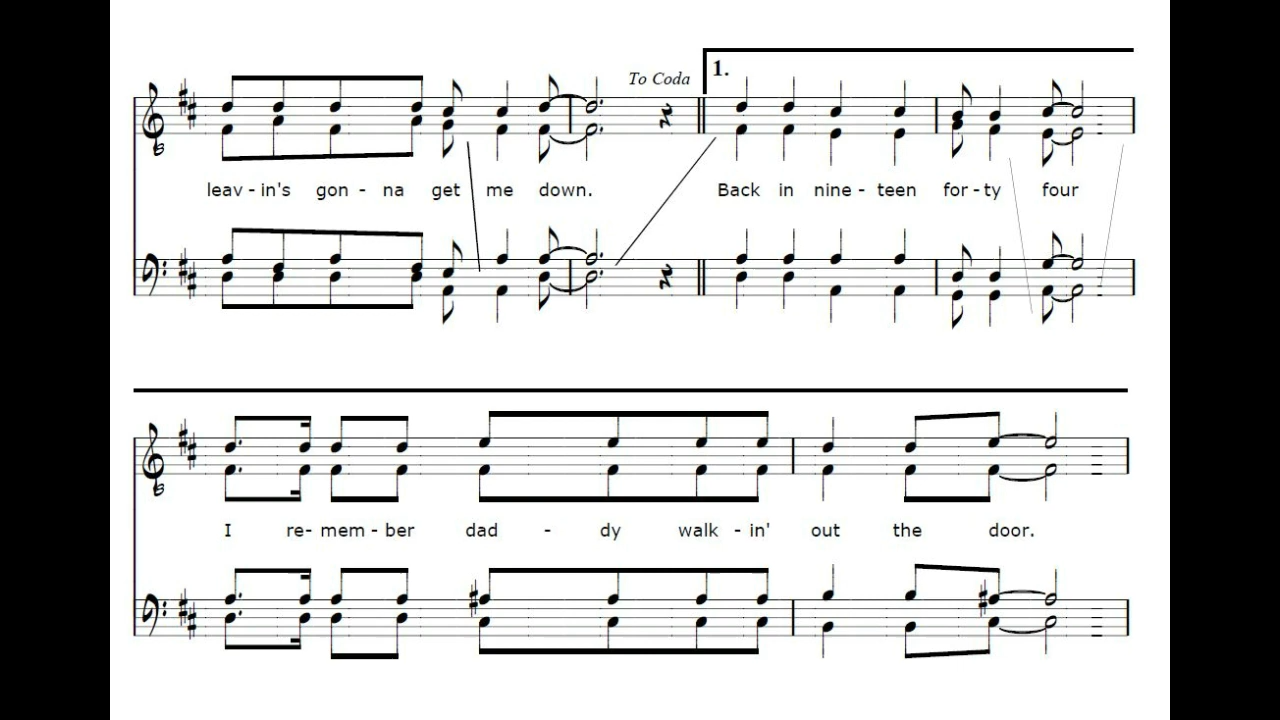 To Coda
1.
leav - in's gon - na get me down. Back in nine - teen for - ty four
I re- mem - ber dad - dy walk - in' out the door.